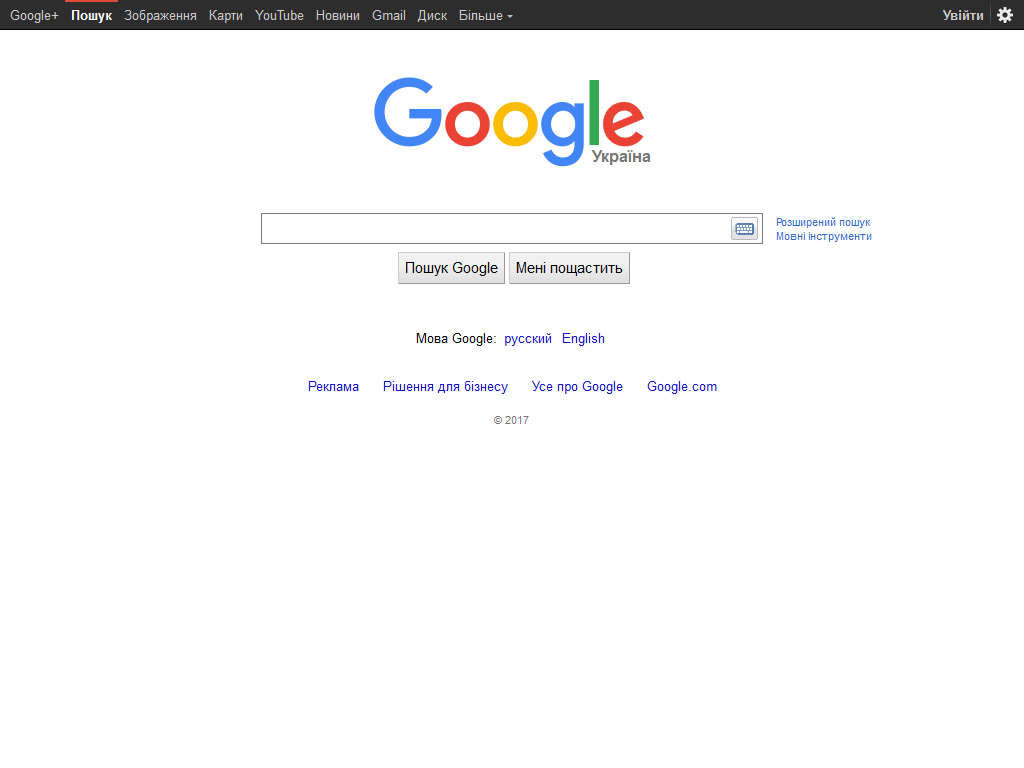 Google+ Пошук Зображення Карти YouTube Новини Gmail Диск Більше Увійти
Google
Україна
Розширений пошук
Мовні інструменти
Пошук Google Мені пощастить
Мова Google: русский English
Реклама Рішення для бізнесу Усе про Google Google.com
© 2017